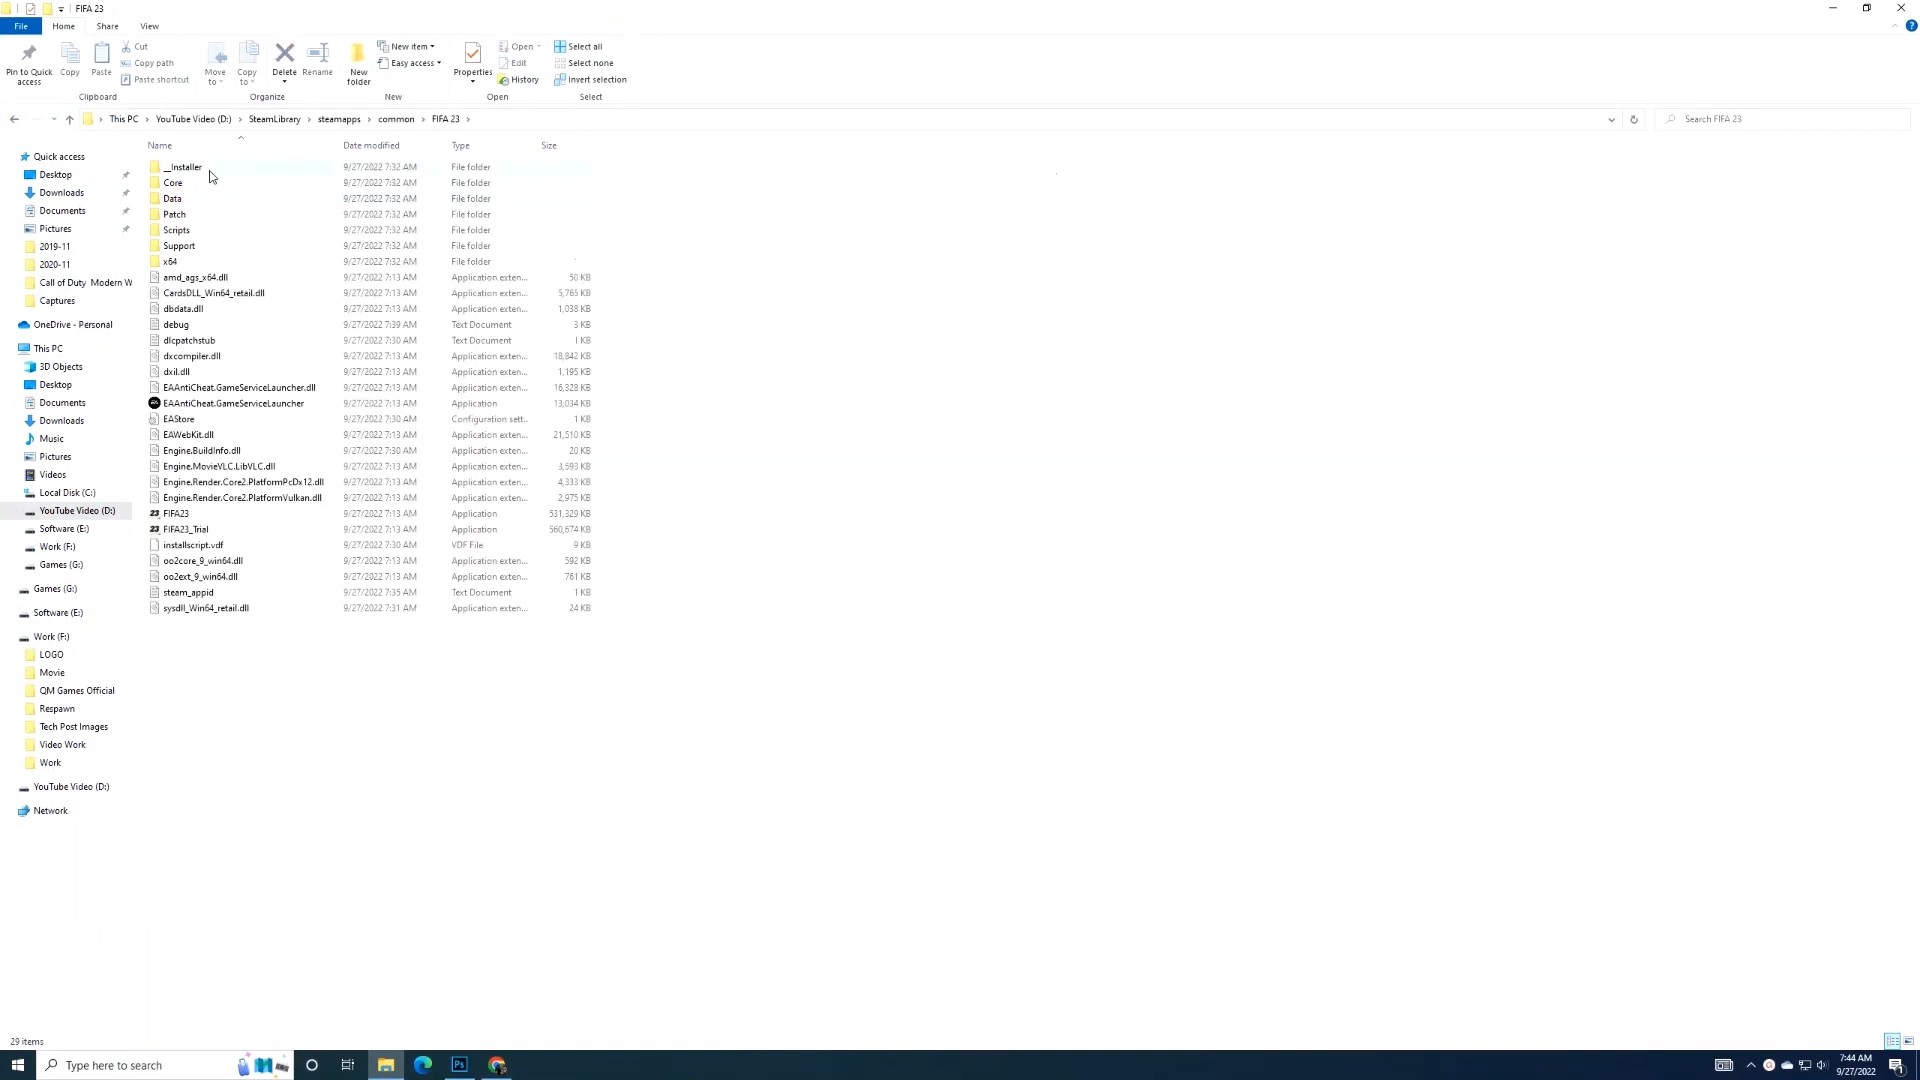 FIFA 23
File Home Share View
Pin to Quick access
Copy
Paste
Cut
Copy path
Paste shortcut
Move to
Copy to
Delete
Rename
New folder
New item
Easy access
Properties
Open
Edit
History
Select all
Select none
Invert selection
Clipboard Organize New Open Select
This PC YouTube Video (D:) SteamLibrary steamapps common FIFA 23
Search FIFA 23
Name Date modified Type Size
__Installer 9/27/2022 7:32 AM File folder
Core 9/27/2022 7:32 AM File folder
Data 9/27/2022 7:32 AM File folder
Patch 9/27/2022 7:32 AM File folder
Scripts 9/27/2022 7:32 AM File folder
Support 9/27/2022 7:32 AM File folder
x64 9/27/2022 7:32 AM File folder
amd_ags_x64.dll 9/27/2022 7:13 AM Application exten... 50 KB
CardsDLL_Win64_retail.dll 9/27/2022 7:13 AM Application exten... 5,765 KB
dbdata.dll 9/27/2022 7:13 AM Application exten... 1,038 KB
debug 9/27/2022 7:39 AM Text Document 3 KB
dlcpatchstub 9/27/2022 7:30 AM Text Document 1 KB
dxcompiler.dll 9/27/2022 7:13 AM Application exten... 18,842 KB
dxil.dll 9/27/2022 7:13 AM Application exten... 1,195 KB
EAAntiCheat.GameServiceLauncher.dll 9/27/2022 7:13 AM Application exten... 16,328 KB
EAAntiCheat.GameServiceLauncher 9/27/2022 7:13 AM Application 13,034 KB
EAStore 9/27/2022 7:30 AM Configuration sett... 1 KB
EAWebKit.dll 9/27/2022 7:13 AM Application exten... 21,510 KB
Engine.BuildInfo.dll 9/27/2022 7:30 AM Application exten... 20 KB
Engine.MovieVLC.LibVLC.dll 9/27/2022 7:13 AM Application exten... 3,593 KB
Engine.Render.Core2.PlatformPcDx12.dll 9/27/2022 7:13 AM Application exten... 4,333 KB
Engine.Render.Core2.PlatformVulkan.dll 9/27/2022 7:13 AM Application exten... 2,975 KB
23 FIFA23 9/27/2022 7:13 AM Application 531,329 KB
23 FIFA23_Trial 9/27/2022 7:13 AM Application 560,674 KB
installscript.vdf 9/27/2022 7:30 AM VDF File 9 KB
oo2core_9_win64.dll 9/27/2022 7:13 AM Application exten... 592 KB
oo2ext_9_win64.dll 9/27/2022 7:13 AM Application exten... 761 KB
steam_appid 9/27/2022 7:35 AM Text Document 1 KB
sysdll_Win64_retail.dll 9/27/2022 7:31 AM Application exten... 24 KB
Quick access
Desktop
Downloads
Documents
Pictures
2019-11
2020-11
Call of Duty Modern W
Captures
OneDrive - Personal
This PC
3D Objects
Desktop
Documents
Downloads
Music
Pictures
Videos
Local Disk (C:)
YouTube Video (D:)
Software (E:)
Work (F:)
Games (G:)
Games (G:)
Software (E:)
Work (F:)
LOGO
Movie
QM Games Official
Respawn
Tech Post Images
Video Work
Work
YouTube Video (D:)
Network
29 items
Type here to search
Ps
7:44 AM
9/27/2022